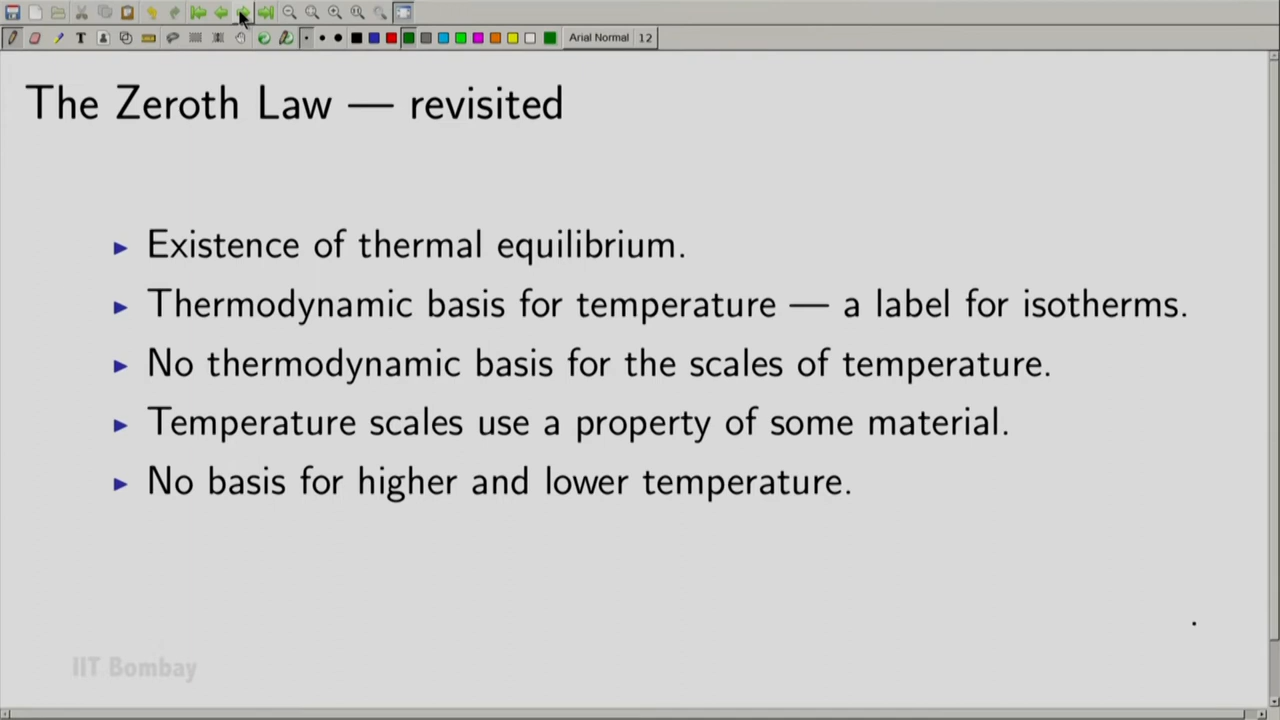 T
Arial Normal 12
The Zeroth Law — revisited
Existence of thermal equilibrium.
Thermodynamic basis for temperature — a label for isotherms.
No thermodynamic basis for the scales of temperature.
Temperature scales use a property of some material.
No basis for higher and lower temperature.
.
IIT Bombay